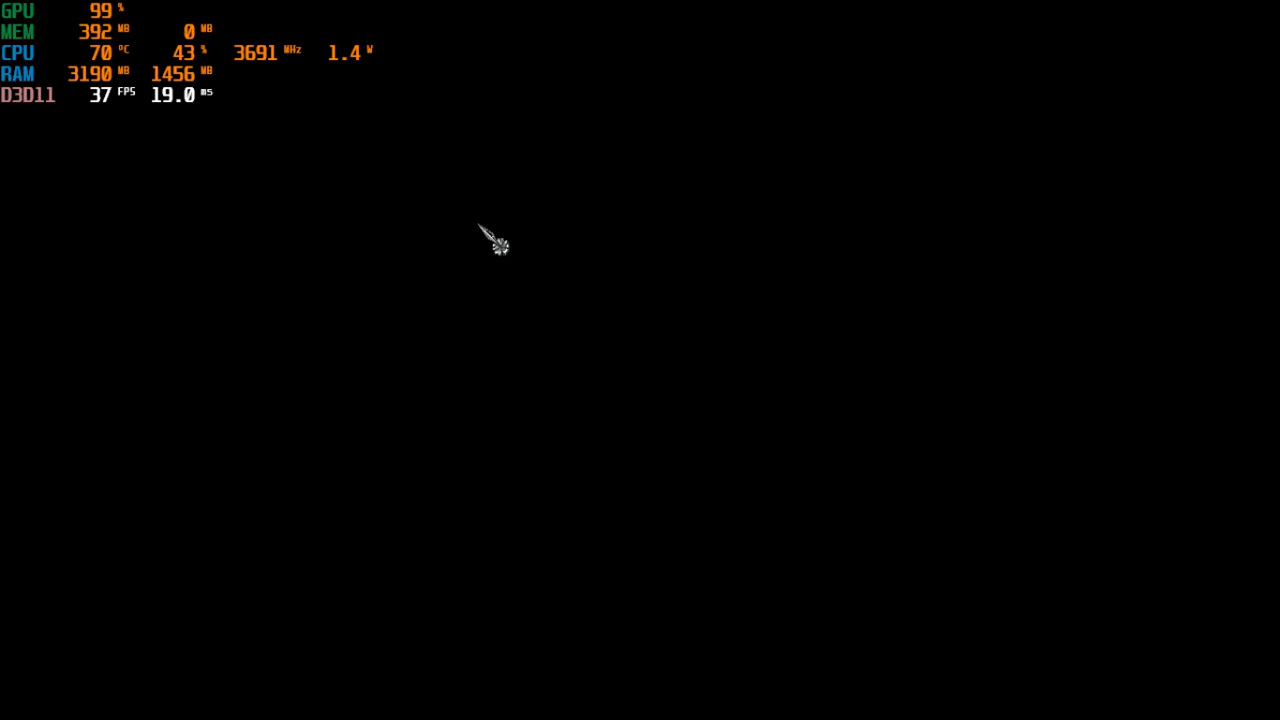 GPU 99 %
MEM 392 MB 0 MB
CPU 70 °C 43 % 3691 MHz 1.4 W
RAM 3190 MB 1456 MB
D3D11 37 FPS 19.0 ms